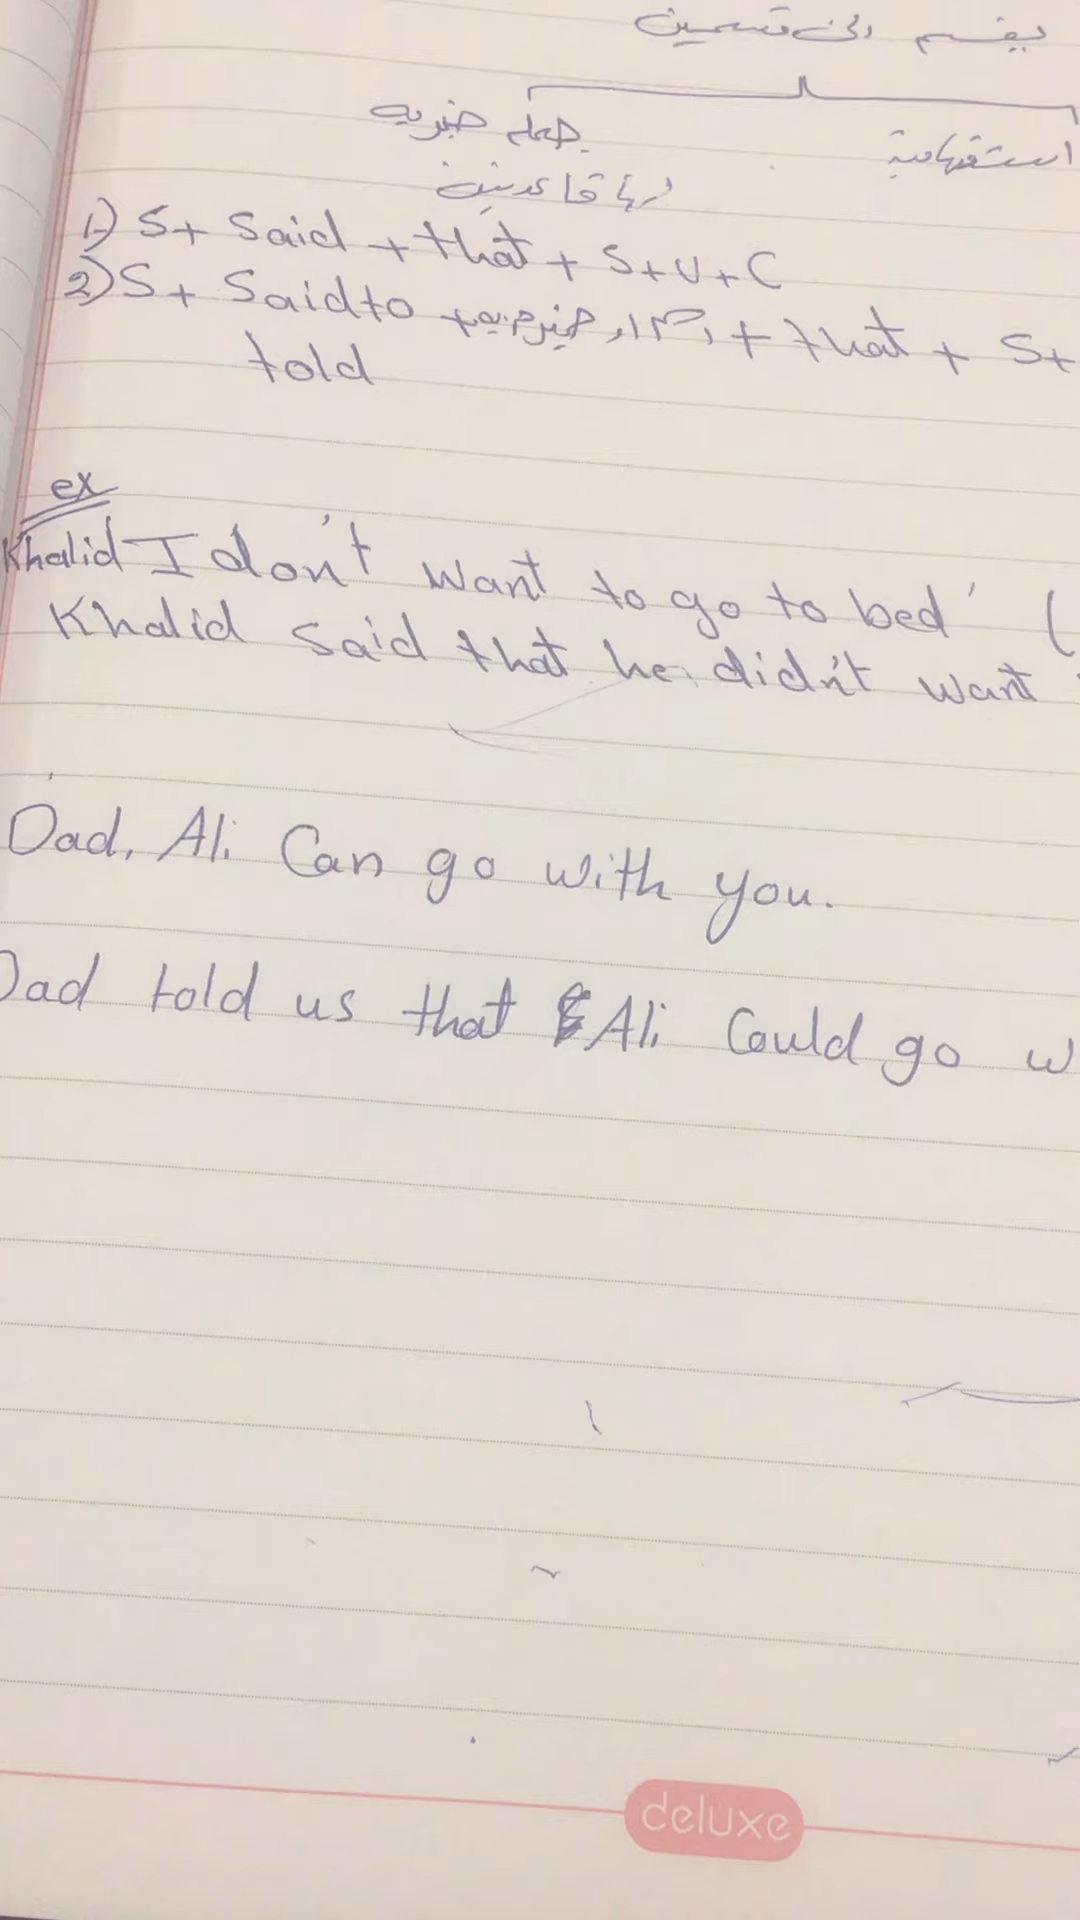 يقسم الى قسمين
استفهامية
جمله خبريه
لها قاعدتين
1) S + Said + that + S+V+C
2) S + Said to + اسم، ضمير + that + S+
told
ex
Khalid I don't want to go to bed' (
Khalid Said that he didn't want
Dad, Ali Can go with you.
Dad told us that Ali Could go w
deluxe